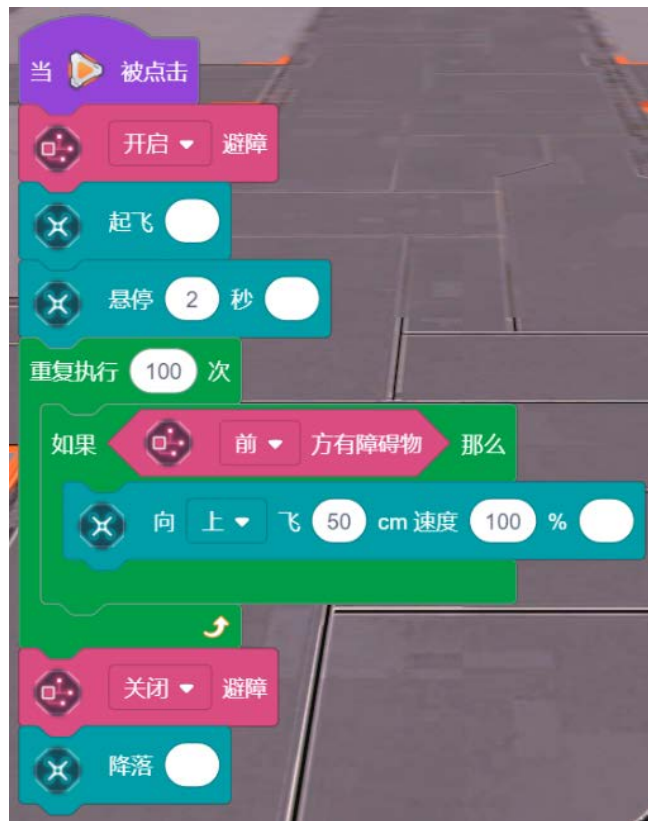 当 被点击
开启 避障
起飞
悬停 2 秒
重复执行 100 次
如果 前 方有障碍物 那么
向 上 飞 50 cm 速度 100 %
关闭 避障
降落